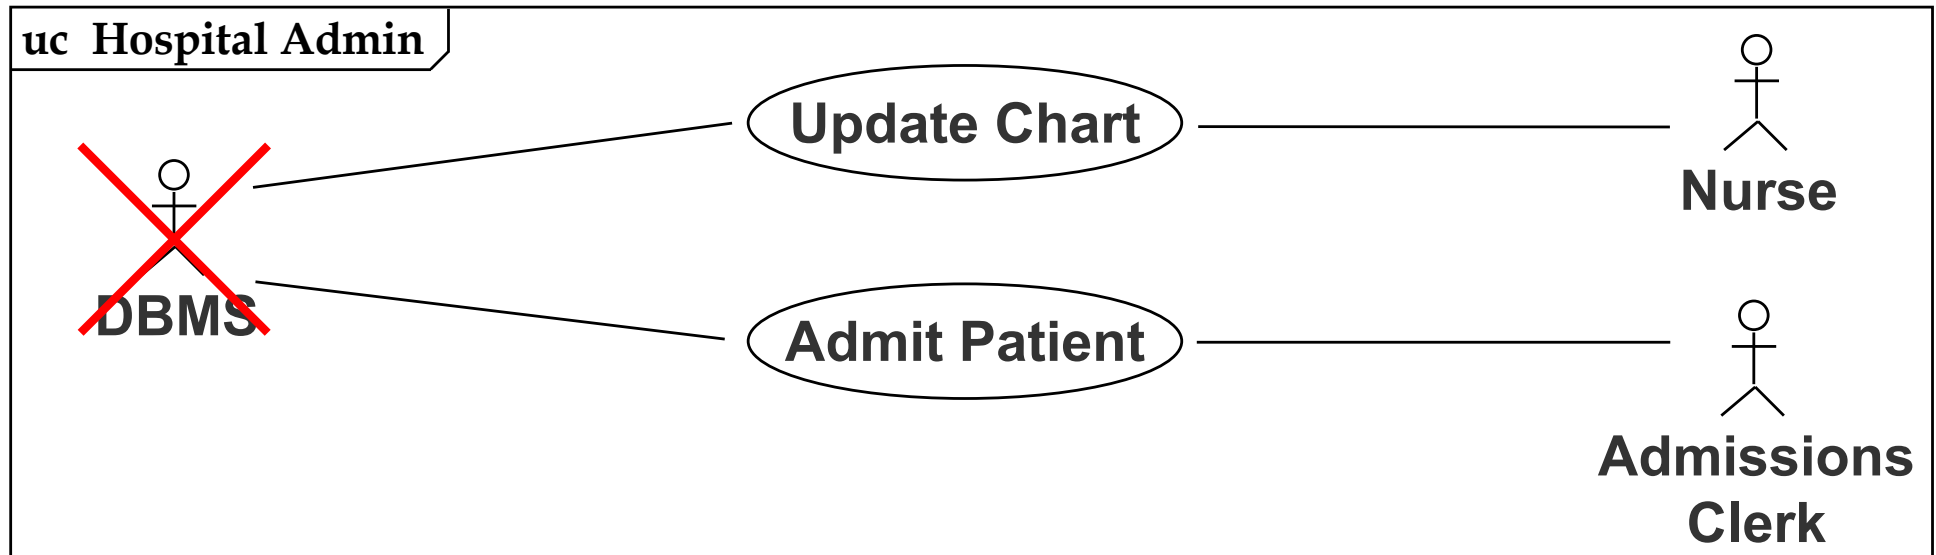 uc Hospital Admin
Update Chart
Nurse
DBMS
Admit Patient
Admissions
Clerk